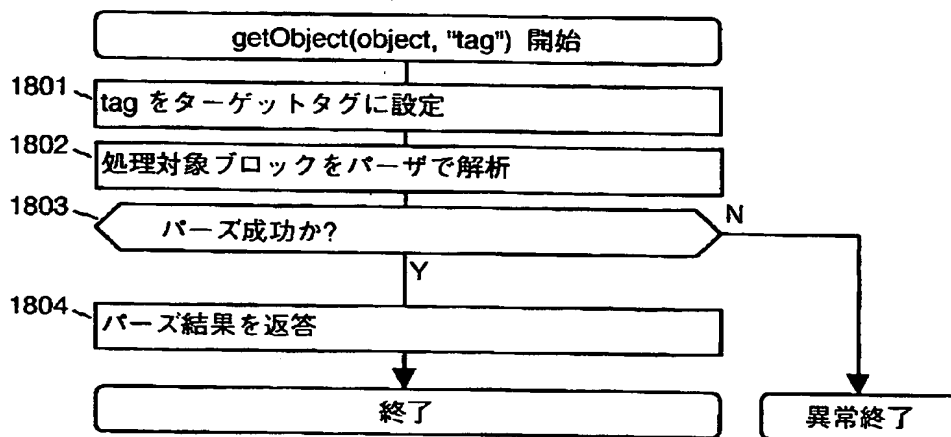 getObject(object, "tag") 開始
1801
tag をターゲットタグに設定
1802
処理対象ブロックをパーザで解析
1803
パーズ成功か?
N
Y
1804
パーズ結果を返答
終了
異常終了